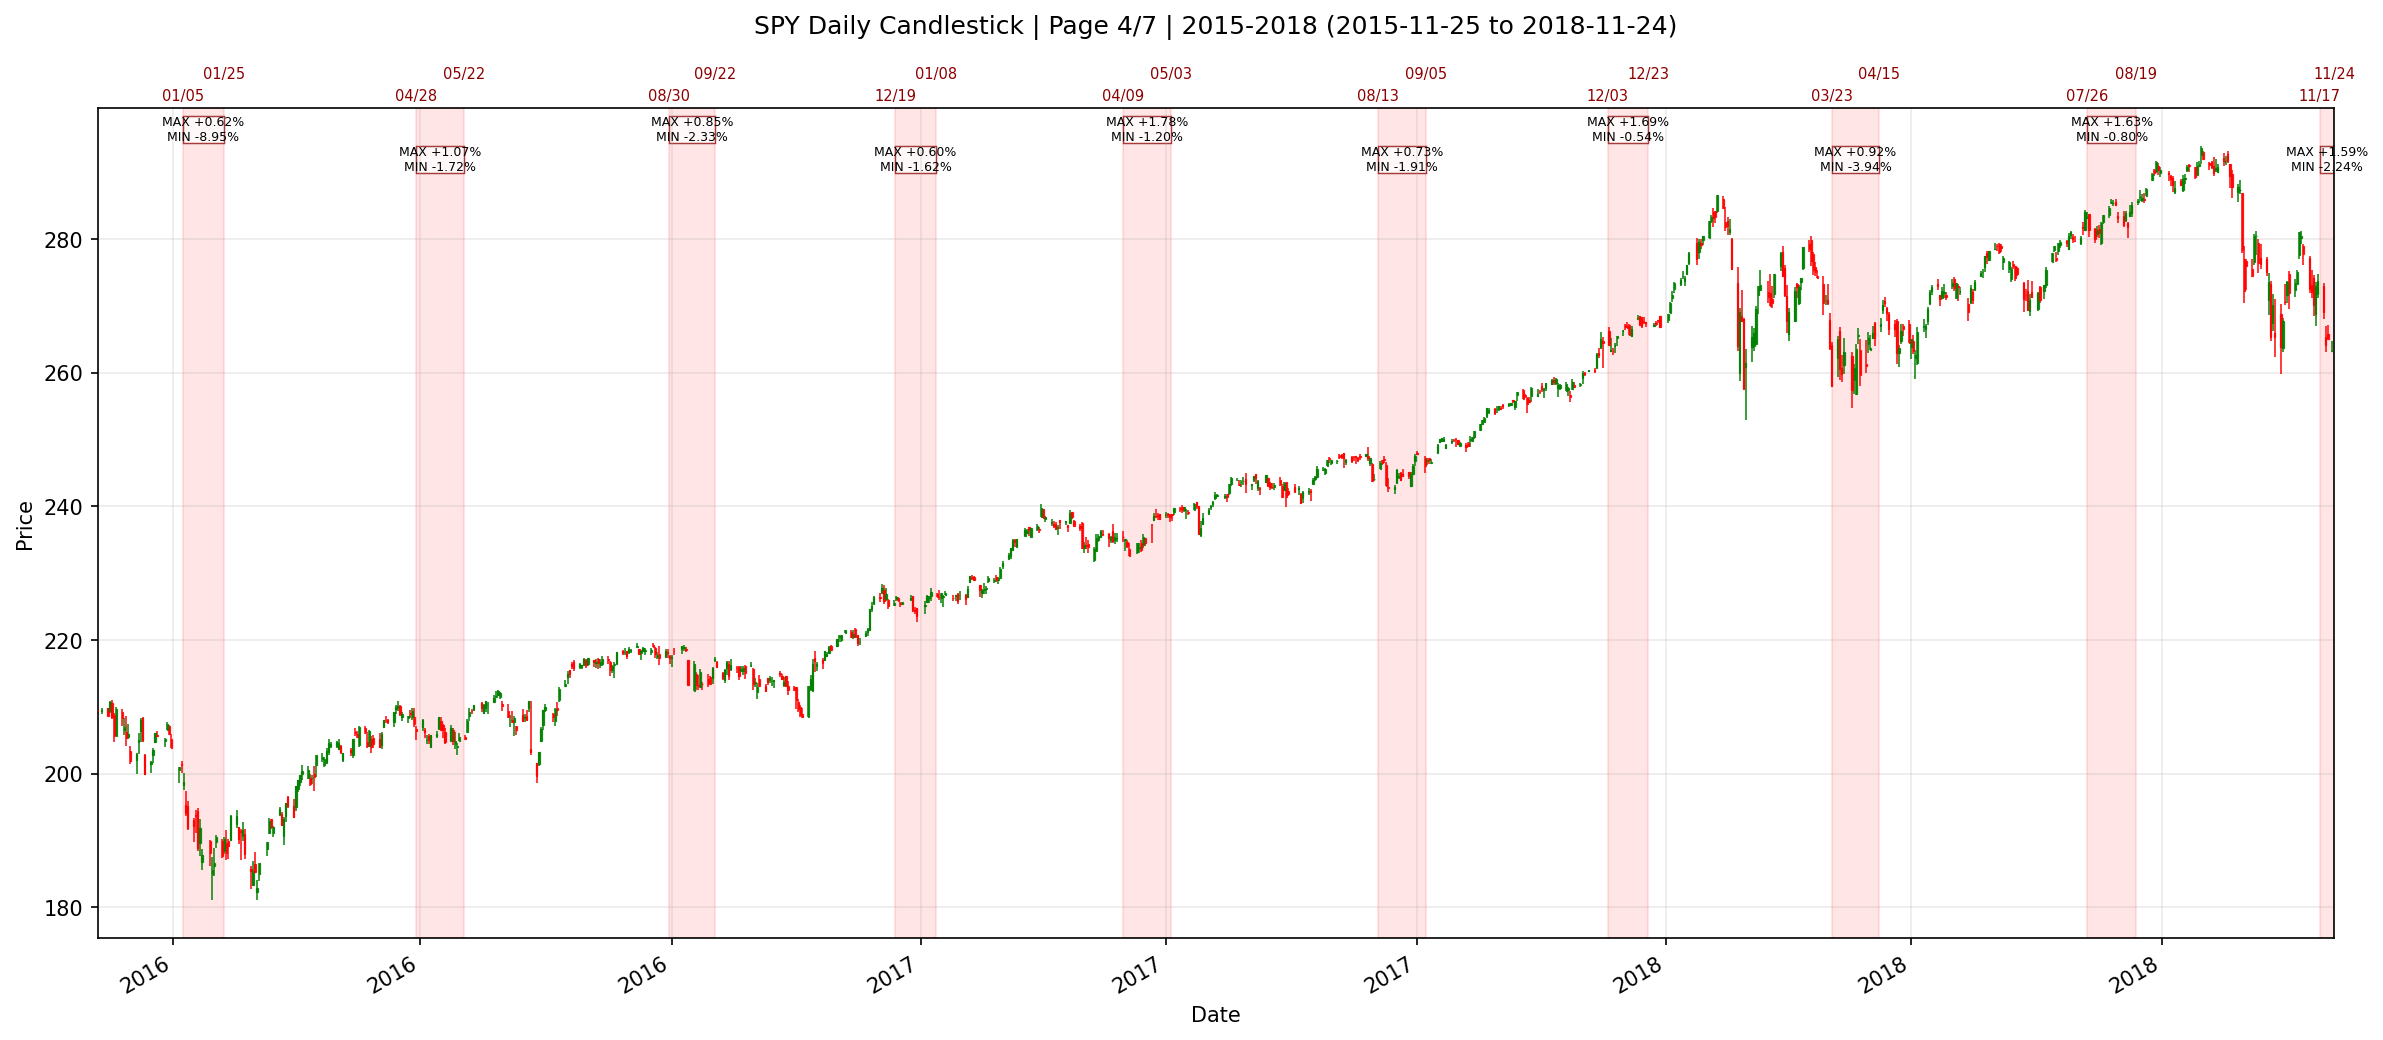 SPY Daily Candlestick | Page 4/7 | 2015-2018 (2015-11-25 to 2018-11-24)
01/25 05/22 09/22 01/08 05/03 09/05 12/23 04/15 08/19 11/24
01/05 04/28 08/30 12/19 04/09 08/13 12/03 03/23 07/26 11/17
MAX +0.62% MAX +0.85% MAX +1.78% MAX +1.69% MAX +1.63%
MIN -8.95% MIN -2.33% MIN -1.20% MIN -0.54% MIN -0.80%
MAX +1.07% MAX +0.60% MAX +0.73% MAX +0.92% MAX +1.59%
MIN -1.72% MIN -1.62% MIN -1.91% MIN -3.94% MIN -2.24%
280
260
240
220
200
180
Price
2016 2016 2016 2017 2017 2017 2018 2018 2018
Date